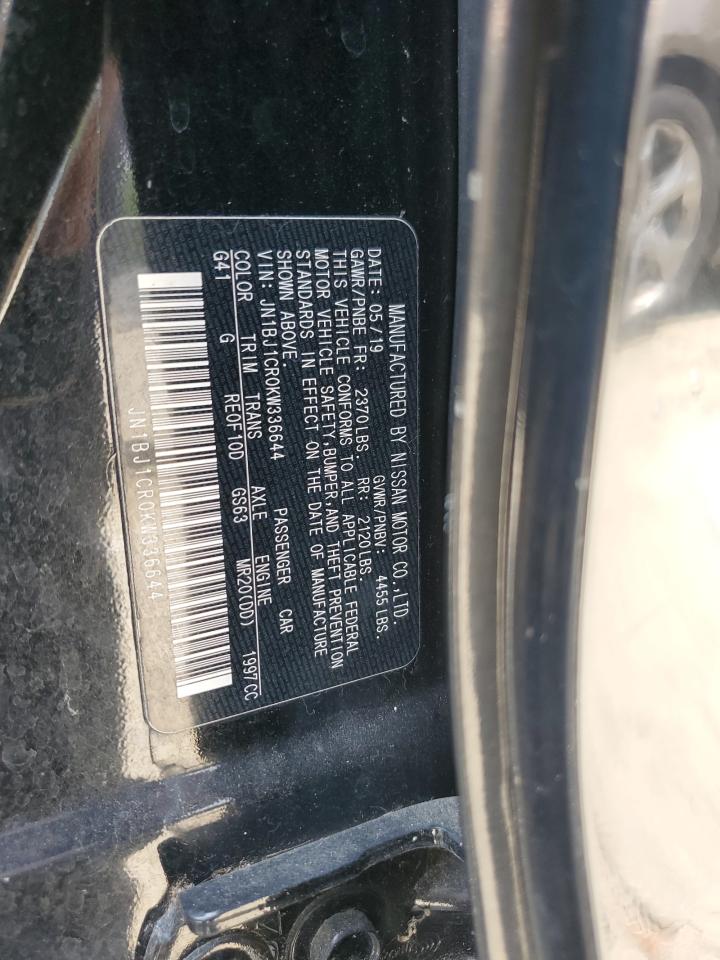 MANUFACTURED BY NISSAN MOTOR CO.,LTD.
DATE: 05/19 GVWR/PNBV: 4455 LBS.
GAWR/PNBE FR: 2370LBS. RR: 2120LBS.
THIS VEHICLE CONFORMS TO ALL APPLICABLE FEDERAL
MOTOR VEHICLE SAFETY,BUMPER,AND THEFT PREVENTION
STANDARDS IN EFFECT ON THE DATE OF MANUFACTURE
SHOWN ABOVE.
VIN: JN1BJ1CR0KW336644 PASSENGER CAR
COLOR TRIM TRANS AXLE ENGINE
G41 G RE0F10D GS63 MR20(DD) 1997CC
JN1BJ1CR0KW336644